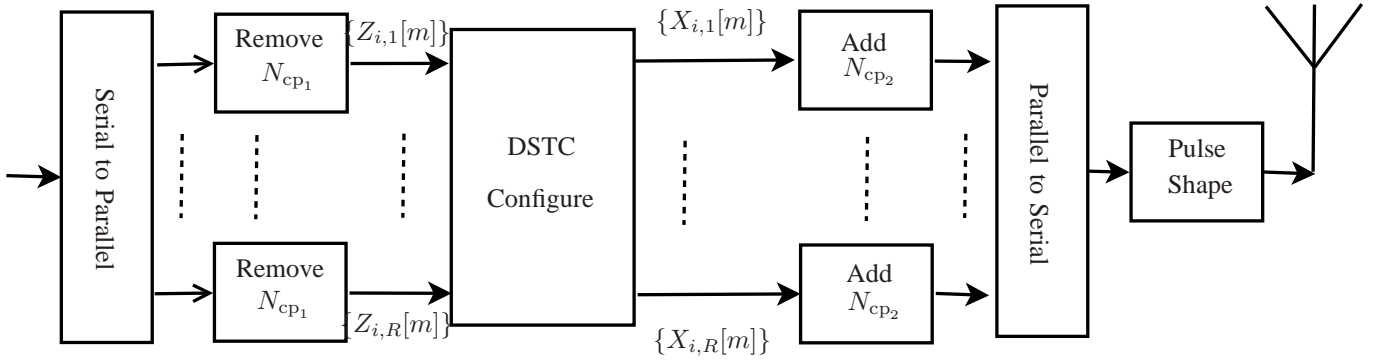 Serial to Parallel
Remove
N_{cp_1}
{Z_{i,1}[m]}
DSTC
Configure
{X_{i,1}[m]}
Add
N_{cp_2}
Parallel to Serial
Pulse
Shape
Remove
N_{cp_1}
{Z_{i,R}[m]}
{X_{i,R}[m]}
Add
N_{cp_2}